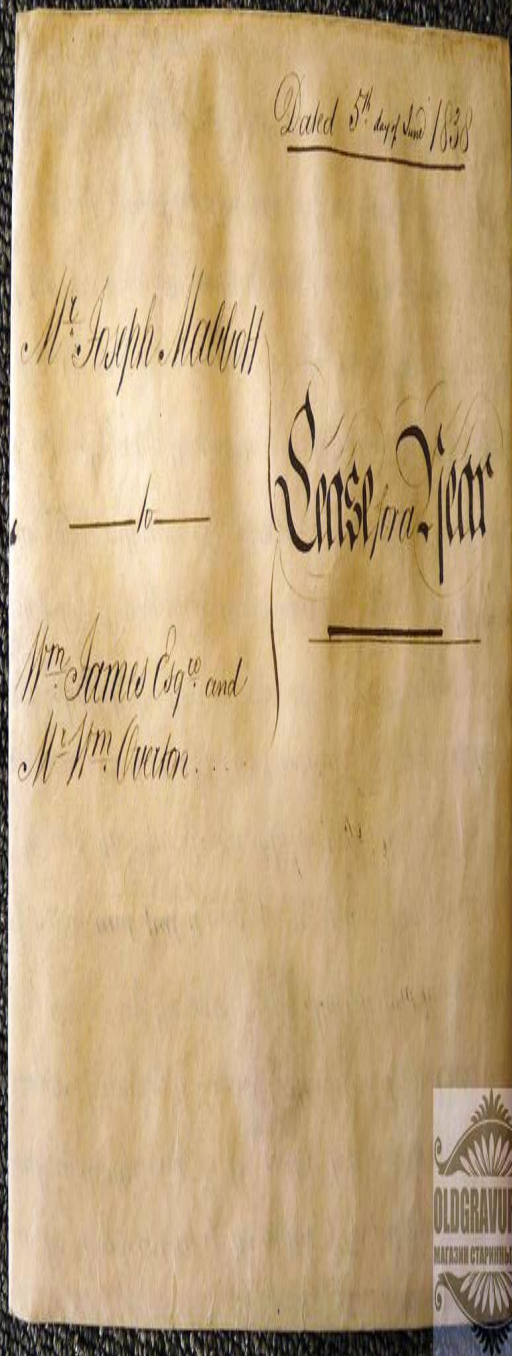 Dated 5th day of June 1838
Mr. Joseph Mabbott
to
Wm. James Esqre. and
Mr. Wm. Overton.....
Lease for a Year
OLDGRAVUR
МАГАЗИН СТАРИННЫ